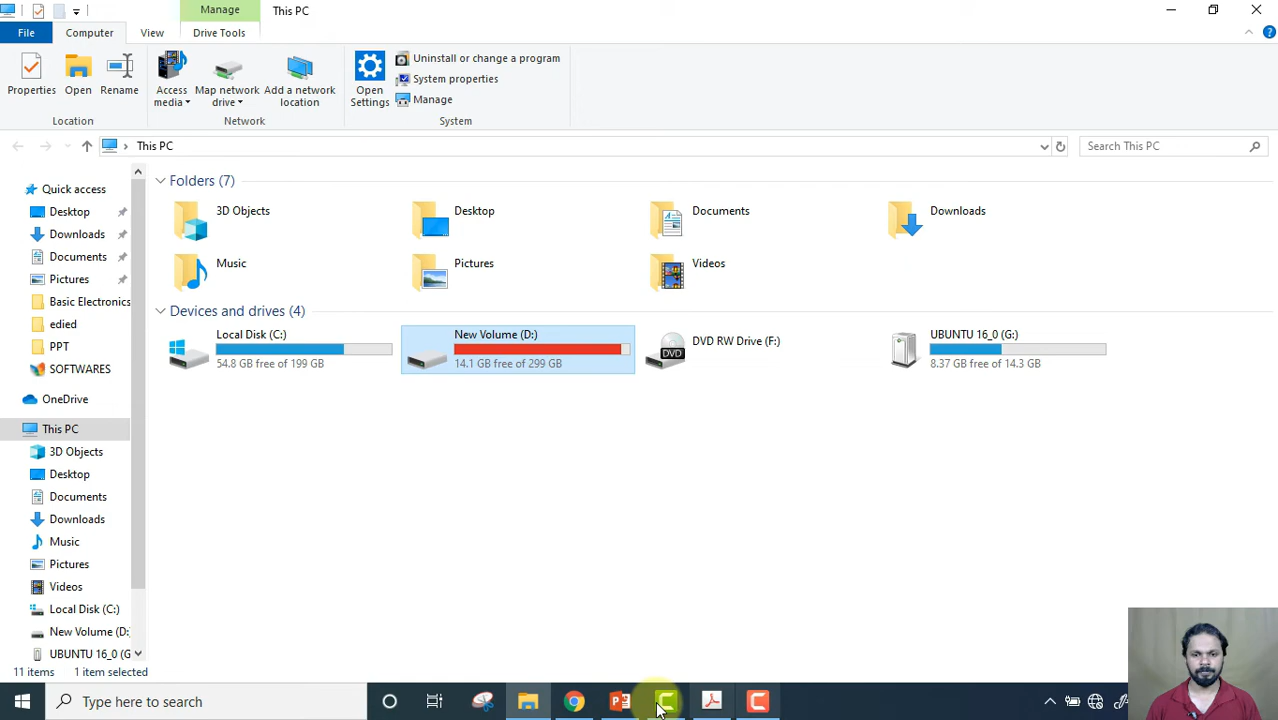 Manage
This PC
File
Computer
View
Drive Tools
Properties
Open
Rename
Access media
Map network drive
Add a network location
Open Settings
Uninstall or change a program
System properties
Manage
Location
Network
System
This PC
Search This PC
Quick access
Desktop
Downloads
Documents
Pictures
Basic Electronics
edied
PPT
SOFTWARES
OneDrive
This PC
3D Objects
Desktop
Documents
Downloads
Music
Pictures
Videos
Local Disk (C:)
New Volume (D:
UBUNTU 16_0 (G
Folders (7)
3D Objects
Desktop
Documents
Downloads
Music
Pictures
Videos
Devices and drives (4)
Local Disk (C:)
54.8 GB free of 199 GB
New Volume (D:)
14.1 GB free of 299 GB
DVD RW Drive (F:)
DVD
UBUNTU 16_0 (G:)
8.37 GB free of 14.3 GB
11 items
1 item selected
Type here to search